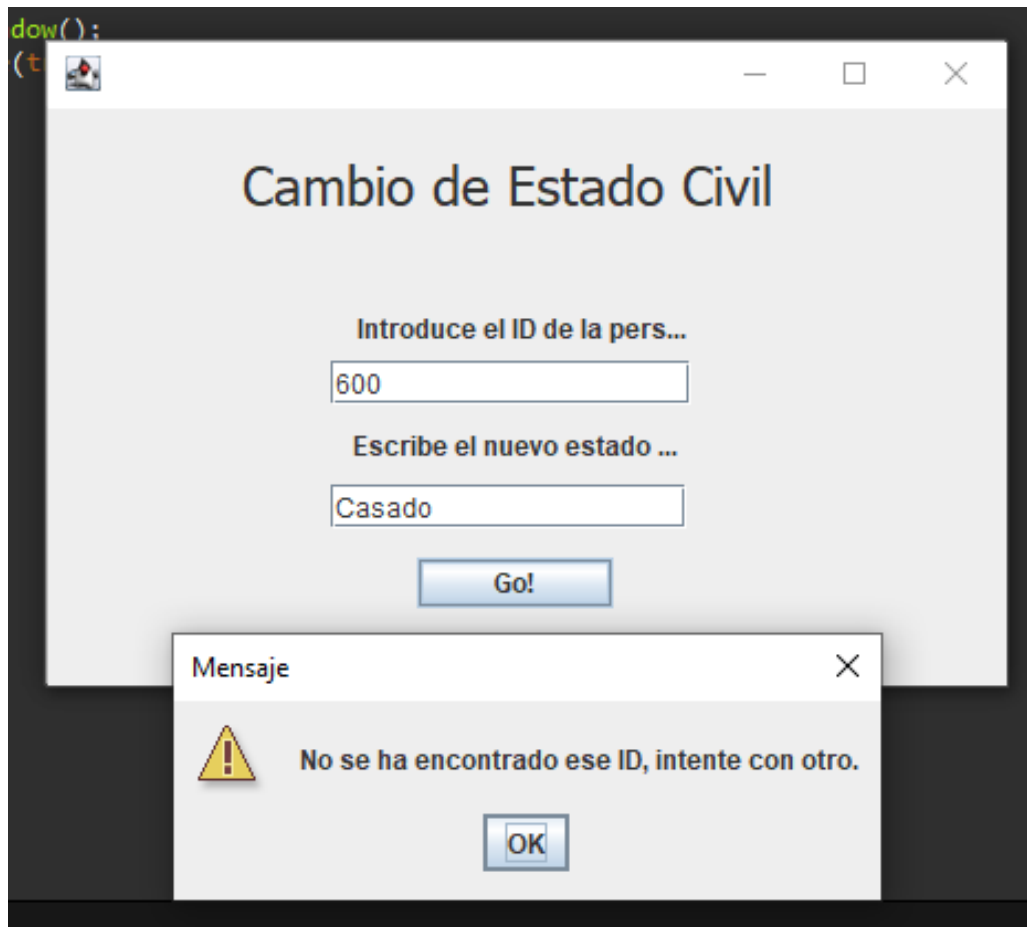 dow();
(t
Cambio de Estado Civil
Introduce el ID de la pers...
600
Escribe el nuevo estado ...
Casado
Go!
Mensaje
No se ha encontrado ese ID, intente con otro.
OK